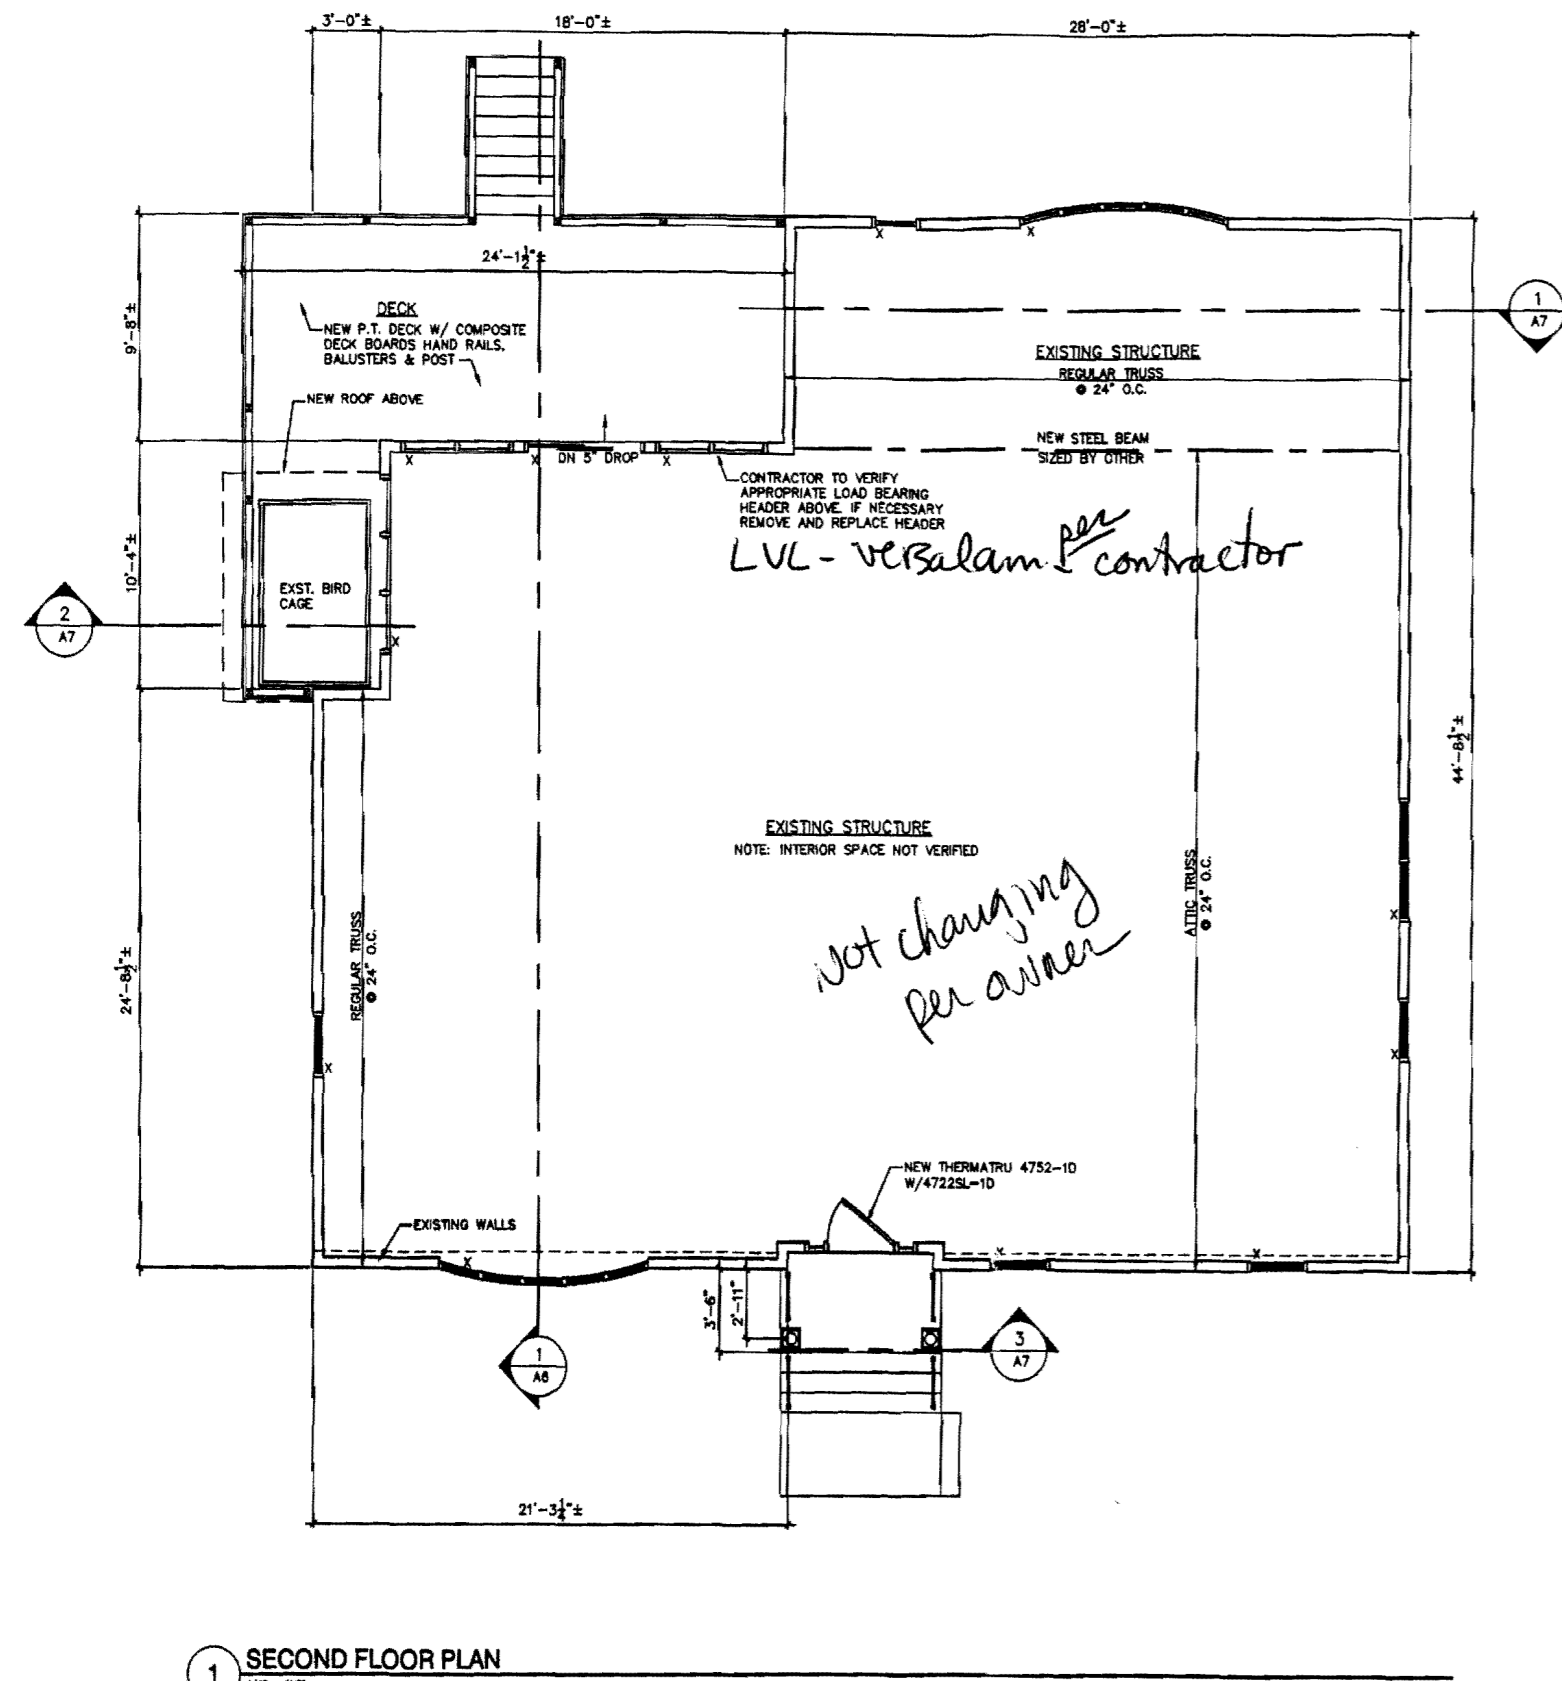 3'-0"±
18'-0"±
28'-0"±
24'-1½"±
9'-8"±
DECK
NEW P.T. DECK W/ COMPOSITE
DECK BOARDS HAND RAILS,
BALUSTERS & POST
NEW ROOF ABOVE
1
A7
EXISTING STRUCTURE
REGULAR TRUSS
@ 24" O.C.
NEW STEEL BEAM
SIZED BY OTHER
DN 5" DROP
CONTRACTOR TO VERIFY
APPROPRIATE LOAD BEARING
HEADER ABOVE. IF NECESSARY
REMOVE AND REPLACE HEADER
LVL - Versalam per contractor
10'-4"±
EXST. BIRD
CAGE
2
A7
X
X
X
X
X
X
44'-8½"±
EXISTING STRUCTURE
NOTE: INTERIOR SPACE NOT VERIFIED
Not changing
per owner
ATTIC TRUSS
@ 24" O.C.
REGULAR TRUSS
@ 24" O.C.
24'-8½"±
X
X
X
NEW THERMATRU 4752-1D
W/4722SL-1D
EXISTING WALLS
X
X
X
3'-6"
2'-11"
1
A6
3
A7
21'-3½"±
1
SECOND FLOOR PLAN